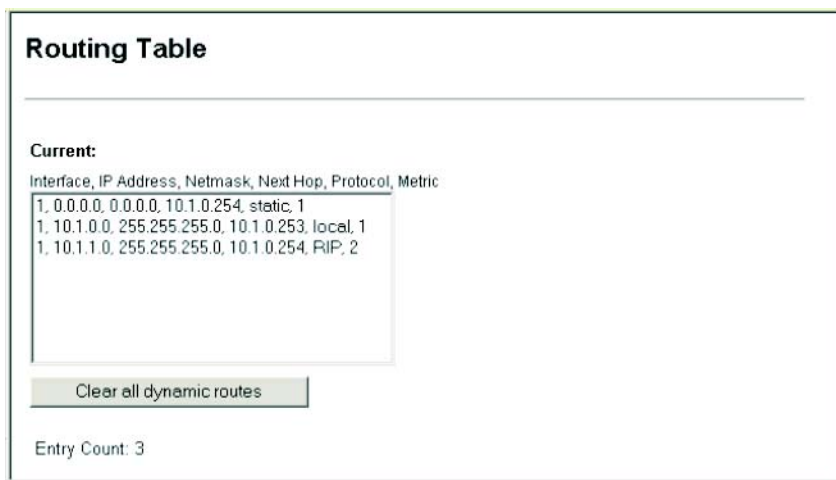 Routing Table
Current:
Interface, IP Address, Netmask, Next Hop, Protocol, Metric
1, 0.0.0.0, 0.0.0.0, 10.1.0.254, static, 1
1, 10.1.0.0, 255.255.255.0, 10.1.0.253, local, 1
1, 10.1.1.0, 255.255.255.0, 10.1.0.254, RIP, 2
Clear all dynamic routes
Entry Count: 3